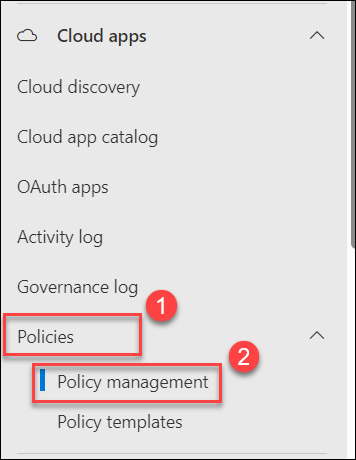 Cloud apps
Cloud discovery
Cloud app catalog
OAuth apps
Activity log
Governance log
1
Policies
2
Policy management
Policy templates